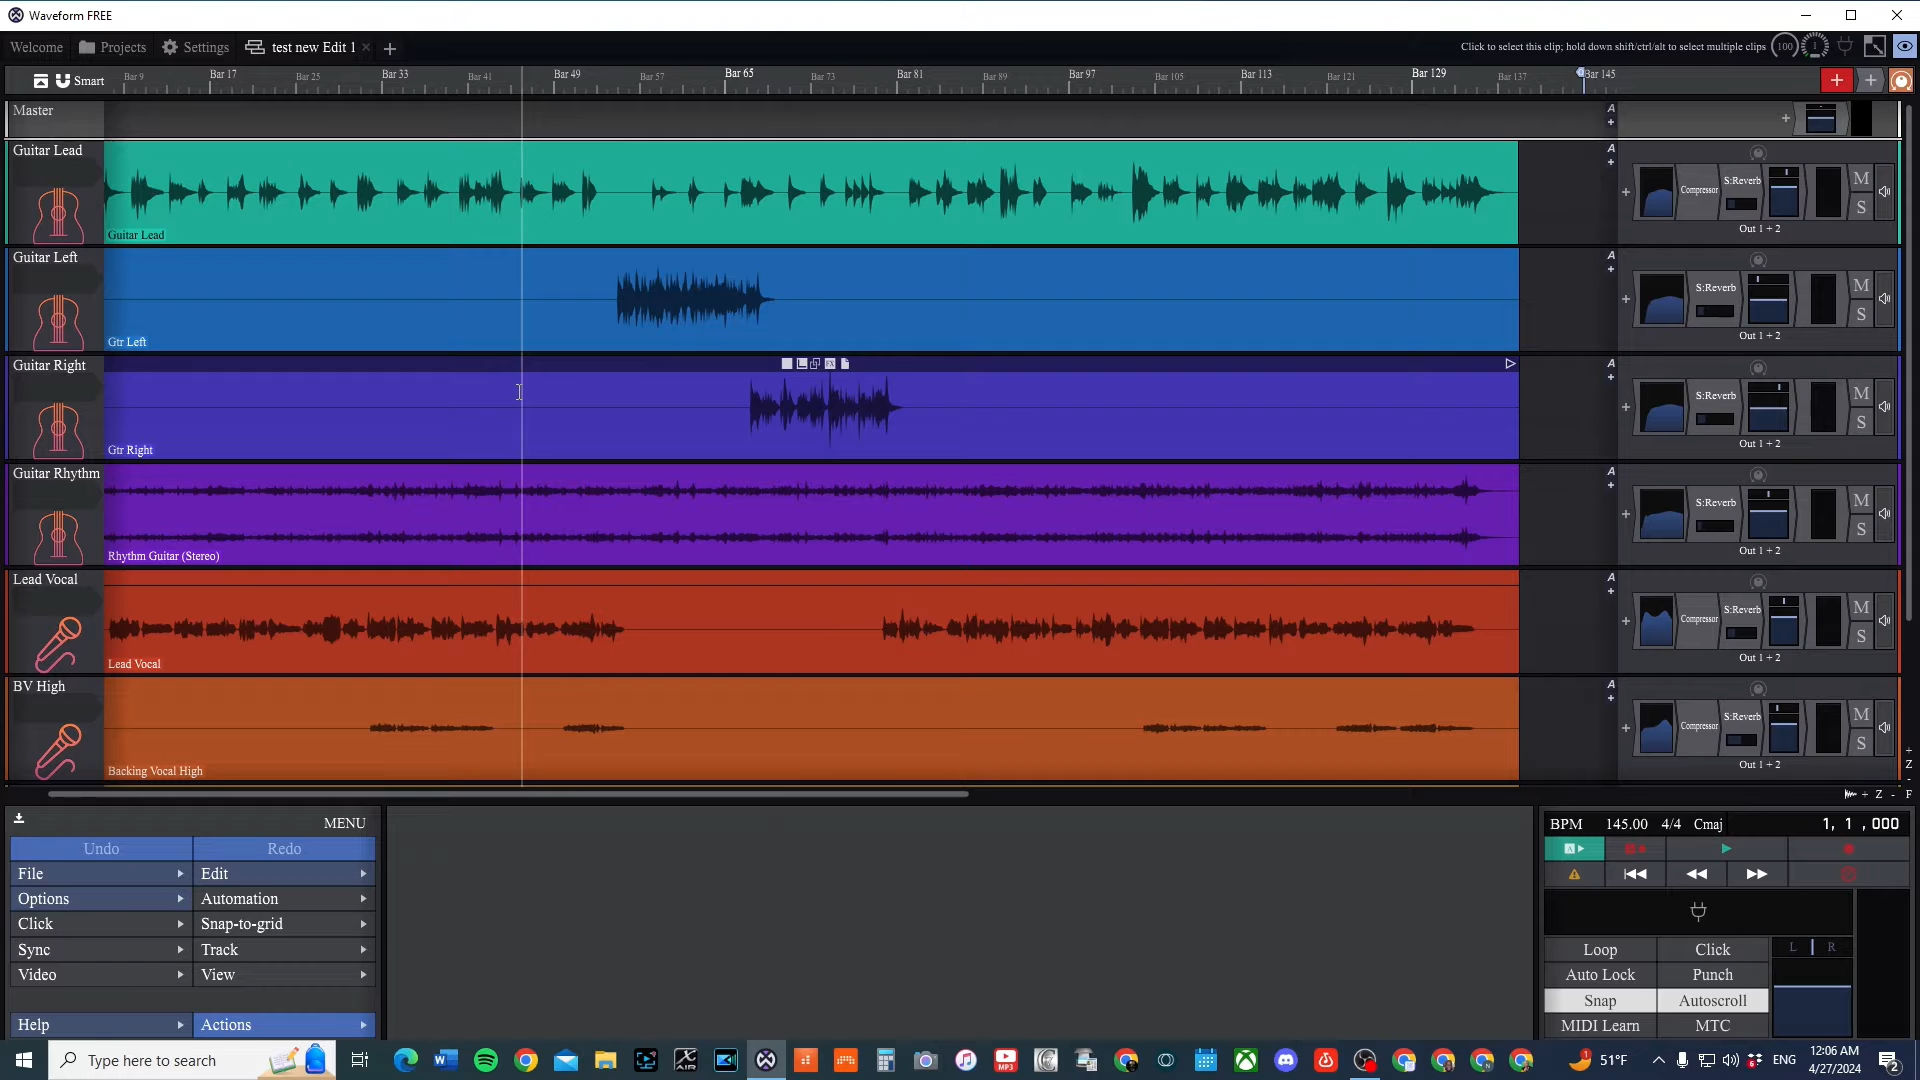 Waveform FREE
Welcome Projects Settings test new Edit 1
Click to select this clip; hold down shift/ctrl/alt to select multiple clips 100 1
Smart Bar 9 Bar 17 Bar 25 Bar 33 Bar 41 Bar 49 Bar 57 Bar 65 Bar 73 Bar 81 Bar 89 Bar 97 Bar 105 Bar 113 Bar 121 Bar 129 Bar 137 Bar 145
Master A
Guitar Lead A
Compressor S:Reverb M
S
Out 1 + 2
Guitar Lead
Guitar Left A
S:Reverb M
S
Out 1 + 2
Gtr Left
Guitar Right A
S:Reverb M
S
Out 1 + 2
Gtr Right
Guitar Rhythm A
S:Reverb M
S
Out 1 + 2
Rhythm Guitar (Stereo)
Lead Vocal A
Compressor S:Reverb M
S
Out 1 + 2
Lead Vocal
BV High A
Compressor S:Reverb M
S
Out 1 + 2
Backing Vocal High
+ Z -
+ Z - F
MENU
Undo Redo
File Edit
Options Automation
Click Snap-to-grid
Sync Track
Video View
Help Actions
BPM 145.00 4/4 Cmaj 1, 1 , 000
Loop Click L R
Auto Lock Punch
Snap Autoscroll
MIDI Learn MTC
Type here to search
51°F ENG 12:06 AM
4/27/2024 2